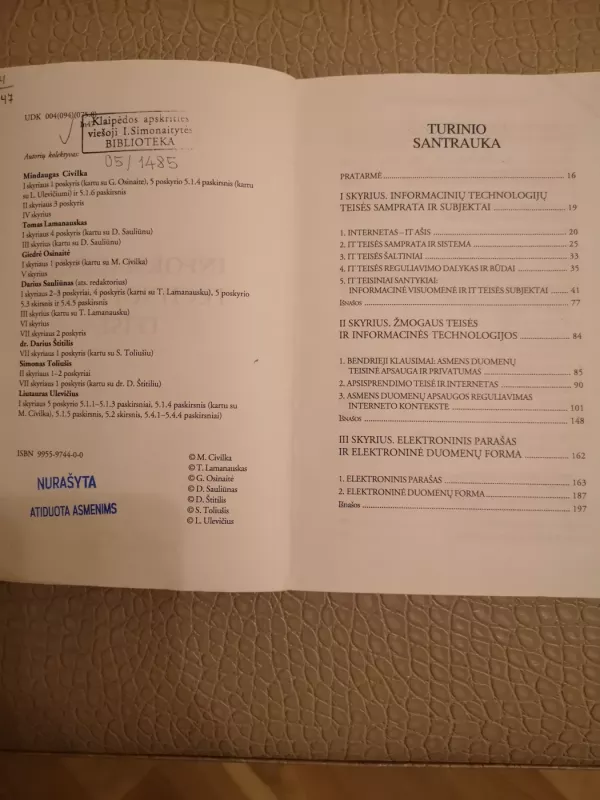 47
UDK 004(094)(075.8)
Klaipėdos apskrities
viešoji I.Simonaitytės
BIBLIOTEKA
05/1485
Autorių kolektyvas:
Mindaugas Civilka
I skyriaus 1 poskyris (kartu su G. Osinaite), 5 poskyrio 5.1.4 paskirsnis (kartu
su L. Ulevičiumi) ir 5.1.6 paskirsnis
II skyriaus 3 poskyris
IV skyrius
Tomas Lamanauskas
I skyriaus 4 poskyris (kartu su D. Sauliūnu)
III skyrius (kartu su D. Sauliūnu)
Giedrė Osinaitė
I skyriaus 1 poskyris (kartu su M. Civilka)
V skyrius
Darius Sauliūnas (ats. redaktorius)
I skyriaus 2–3 poskyriai, 4 poskyris (kartu su T. Lamanausku), 5 poskyrio
5.3 skirsnis ir 5.4.5 paskirsnis
III skyrius (kartu su T. Lamanausku)
VI skyrius
VII skyriaus 2 poskyris
dr. Darius Štitilis
VII skyriaus 1 poskyris (kartu su S. Toliušiu)
Simonas Toliušis
II skyriaus 1–2 poskyriai
VII skyriaus 1 poskytis (kartu su dr. D. Štitiliu)
Liutauras Ulevičius
I skyriaus 5 poskyrio 5.1.1–5.1.3 paskirsniai, 5.1.4 paskirsnis (kartu su
M. Civilka), 5.1.5 paskirsnis, 5.2 skirsnis, 5.4.1–5.4.4 paskirsniai)
ISBN 9955-9744-0-0
© M. Civilka
© T. Lamanauskas
© G. Osinaitė
© D. Sauliūnas
© D. Štitilis
© S. Toliušis
© L. Ulevičius
NURAŠYTA
ATIDUOTA ASMENIMS
TURINIO
SANTRAUKA
PRATARMĖ 16
I SKYRIUS. INFORMACINIŲ TECHNOLOGIJŲ
TEISĖS SAMPRATA IR SUBJEKTAI 19
1. INTERNETAS – IT AŠIS 20
2. IT TEISĖS SAMPRATA IR SISTEMA 25
3. IT TEISĖS ŠALTINIAI 33
4. IT TEISĖS REGULIAVIMO DALYKAS IR BŪDAI 35
5. IT TEISINIAI SANTYKIAI:
INFORMACINĖ VISUOMENĖ IR IT TEISĖS SUBJEKTAI 41
IŠNAŠOS 77
II SKYRIUS. ŽMOGAUS TEISĖS
IR INFORMACINĖS TECHNOLOGIJOS 84
1. BENDRIEJI KLAUSIMAI: ASMENS DUOMENŲ
TEISINĖ APSAUGA IR PRIVATUMAS 85
2. APSISPRENDIMO TEISĖ IR INTERNETAS 90
3. ASMENS DUOMENŲ APSAUGOS REGULIAVIMAS
INTERNETO KONTEKSTE 101
IŠNAŠOS 148
III SKYRIUS. ELEKTRONINIS PARAŠAS
IR ELEKTRONINĖ DUOMENŲ FORMA 162
1. ELEKTRONINIS PARAŠAS 163
2. ELEKTRONINĖ DUOMENŲ FORMA 187
IŠNAŠOS 197